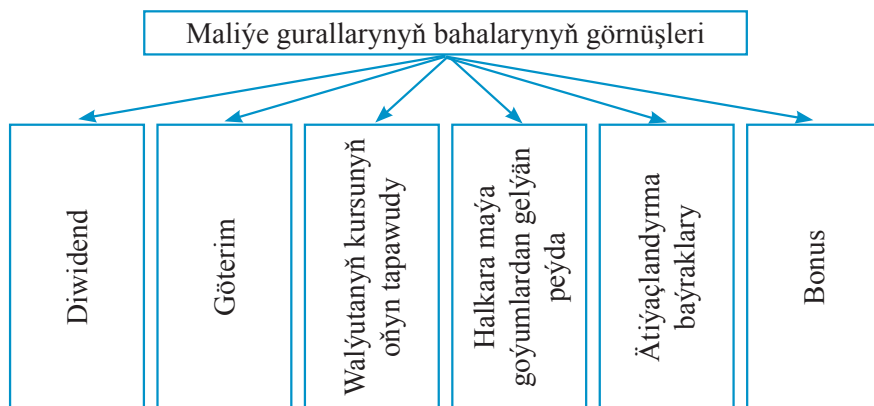 Maliýe gurallarynyň bahalarynyň görnüşleri
Diwidend
Göterim
Walýutanyň kursunyň
oňyn tapawudy
Halkara maýa
goýumlardan gelýän
peýda
Ätiýaçlandyrma
baýraklary
Bonus